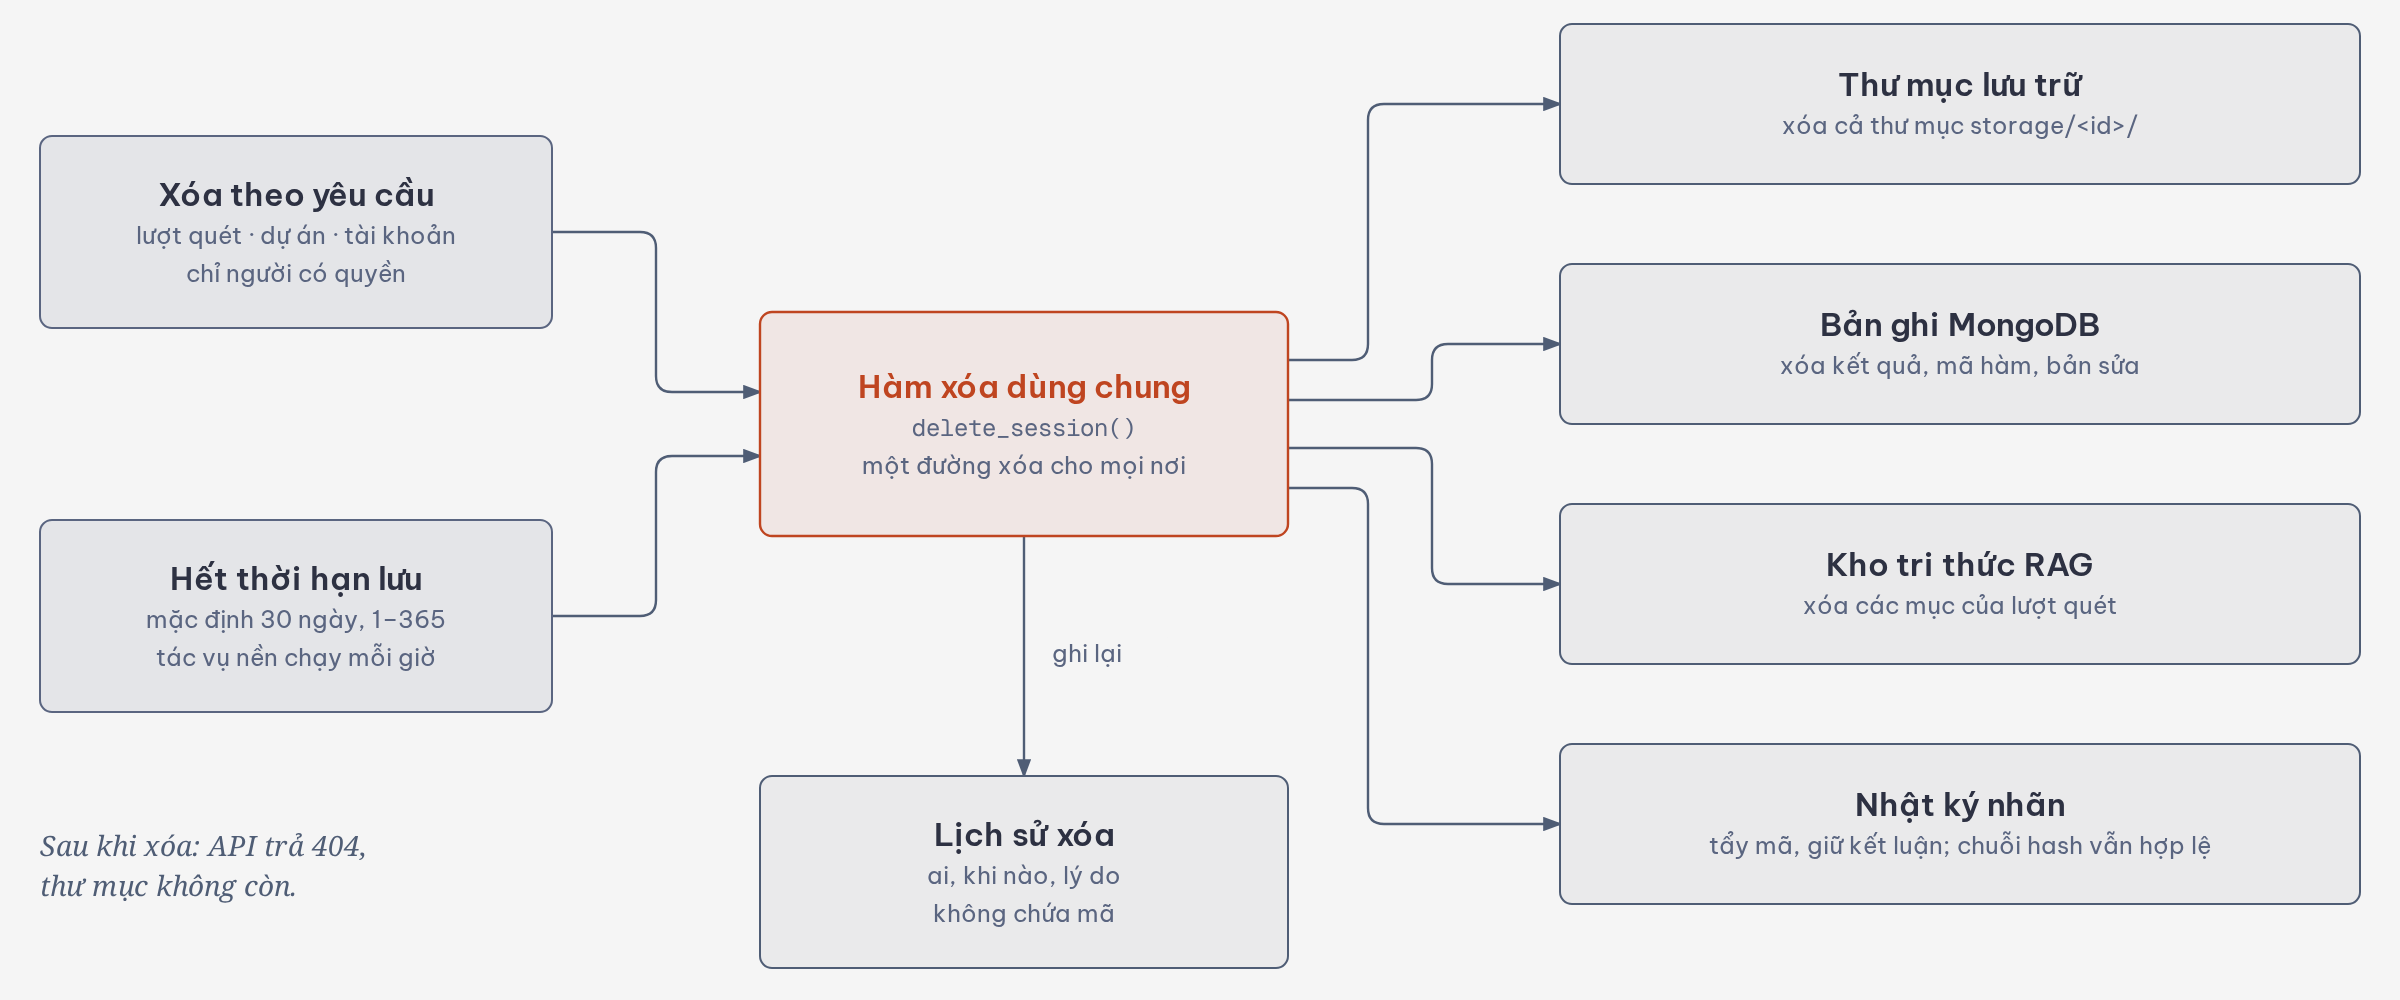 Xóa theo yêu cầu
lượt quét · dự án · tài khoản
chỉ người có quyền
Hết thời hạn lưu
mặc định 30 ngày, 1–365
tác vụ nền chạy mỗi giờ
Sau khi xóa: API trả 404,
thư mục không còn.
Hàm xóa dùng chung
delete_session()
một đường xóa cho mọi nơi
ghi lại
Lịch sử xóa
ai, khi nào, lý do
không chứa mã
Thư mục lưu trữ
xóa cả thư mục storage/<id>/
Bản ghi MongoDB
xóa kết quả, mã hàm, bản sửa
Kho tri thức RAG
xóa các mục của lượt quét
Nhật ký nhãn
tẩy mã, giữ kết luận; chuỗi hash vẫn hợp lệ